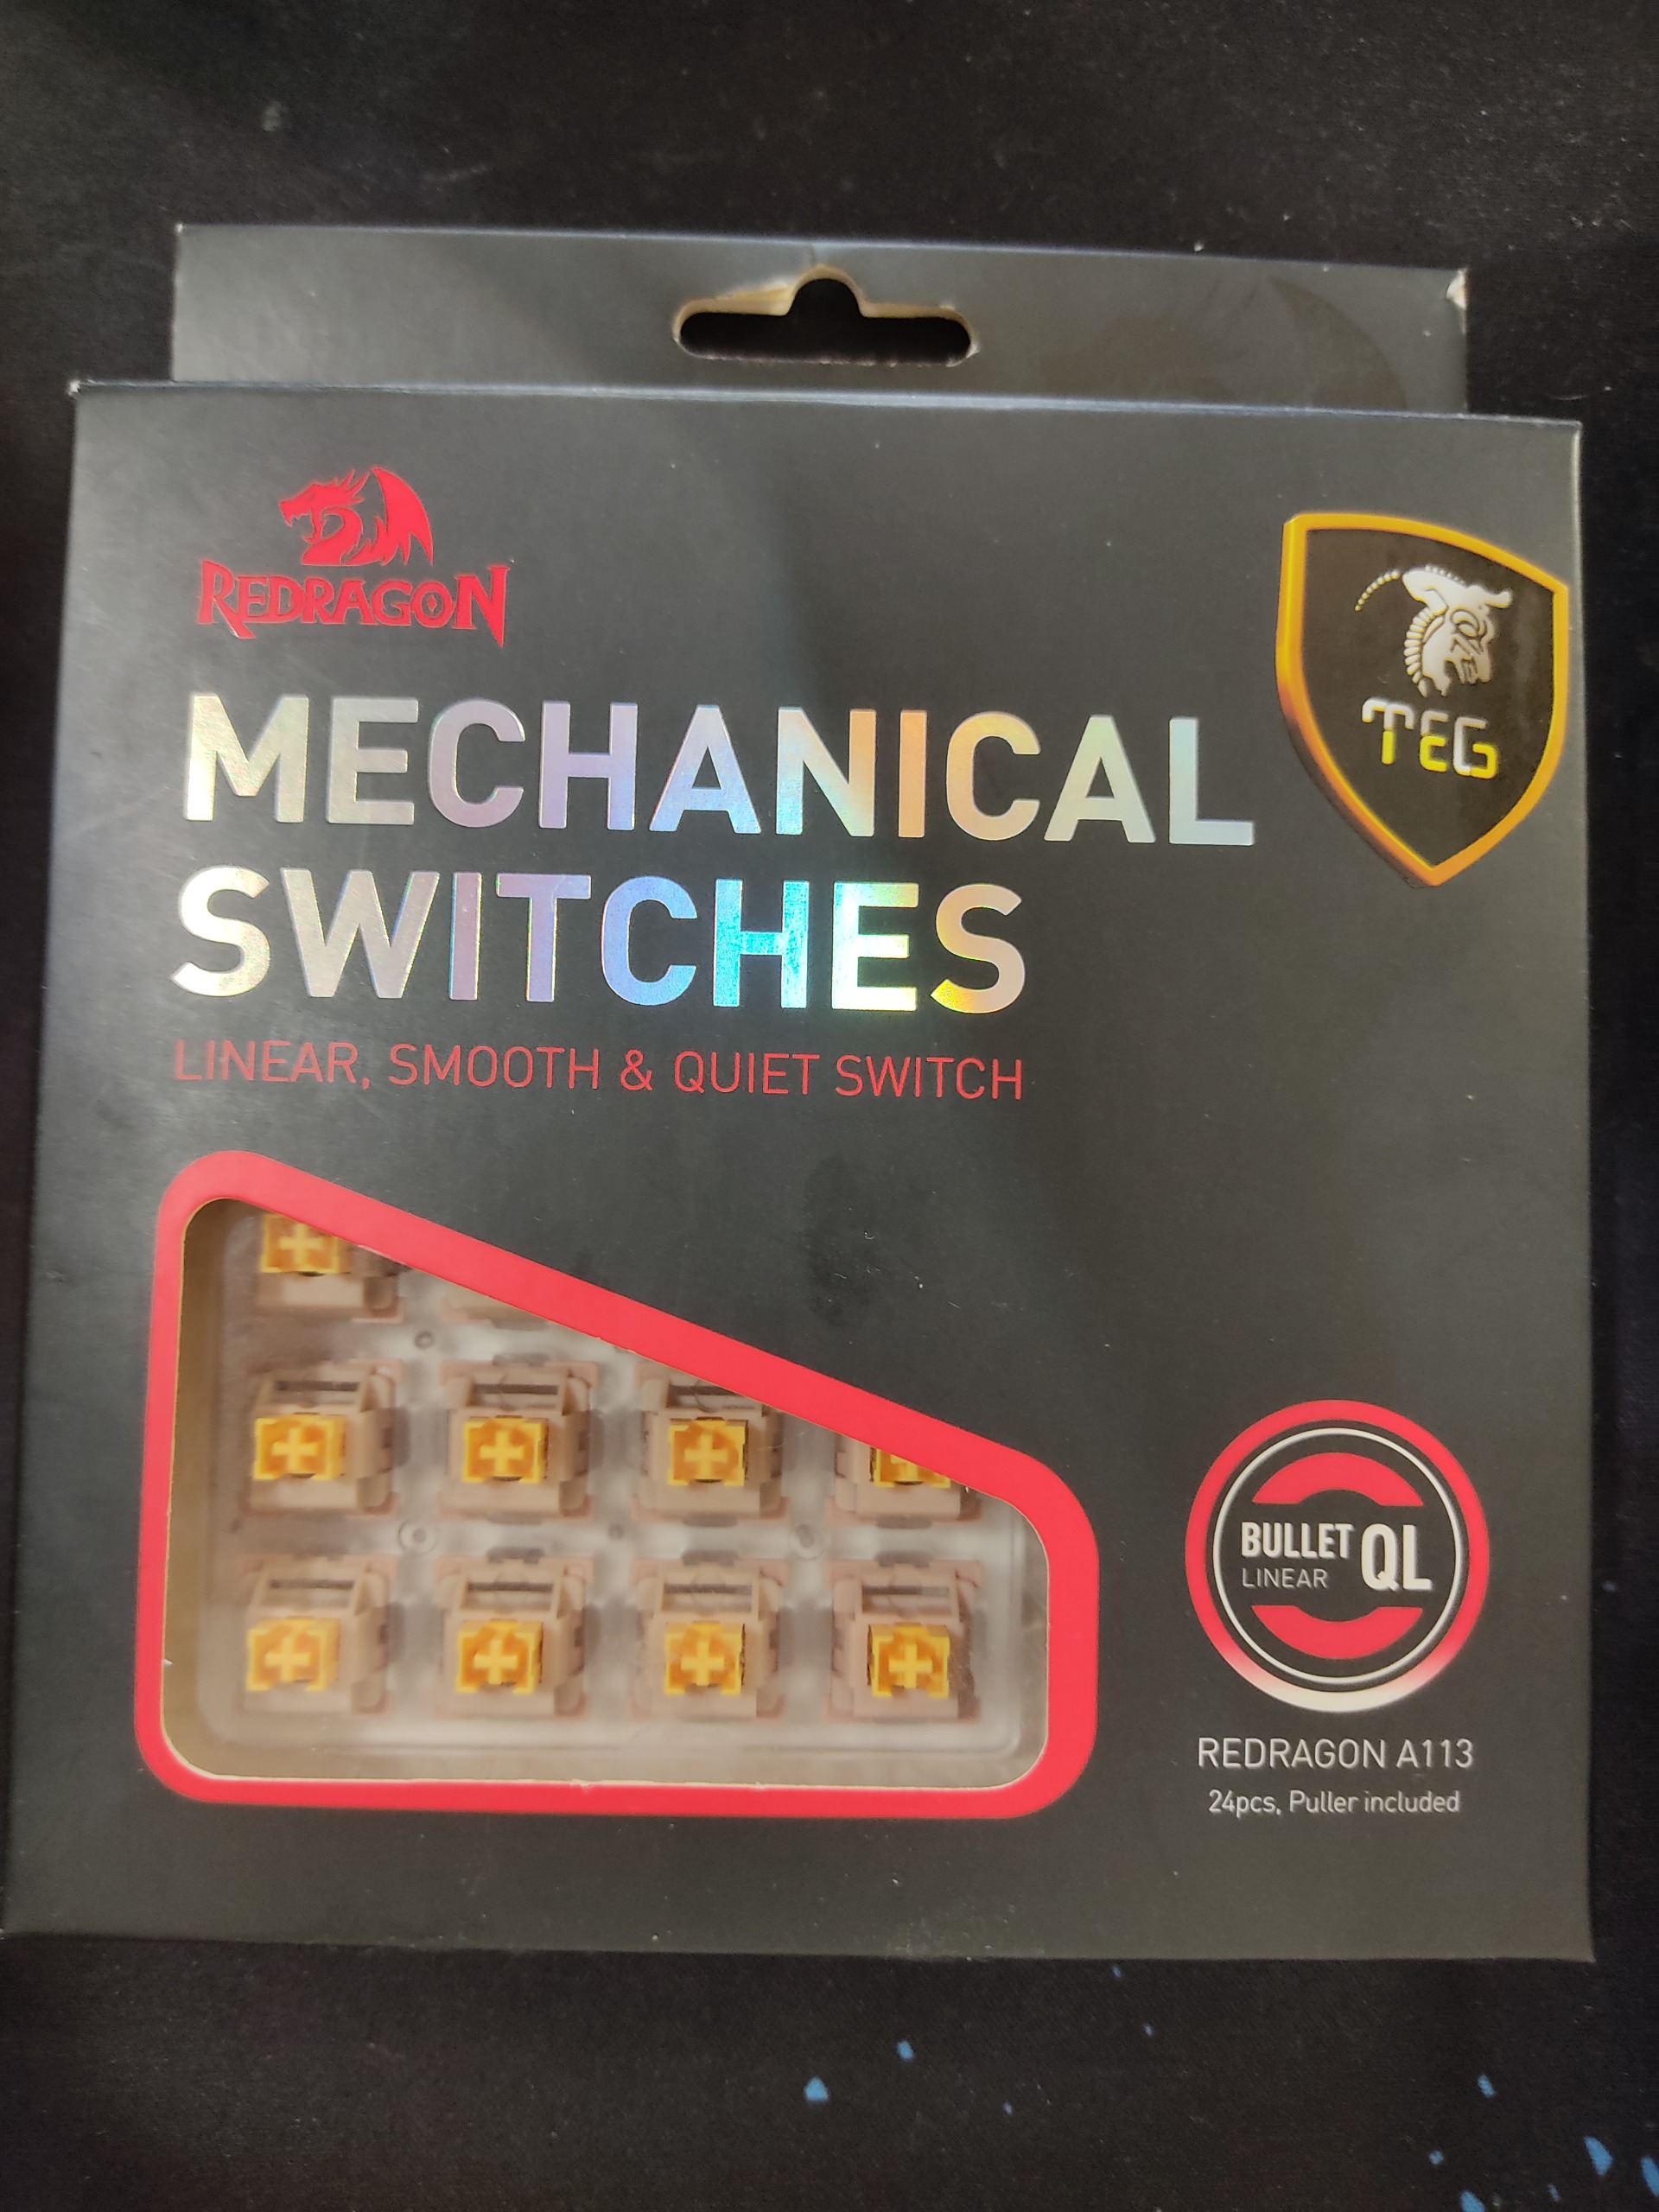 REDRAGON
TEG
MECHANICAL
SWITCHES
LINEAR, SMOOTH & QUIET SWITCH
BULLET QL
LINEAR
REDRAGON A113
24pcs, Puller included